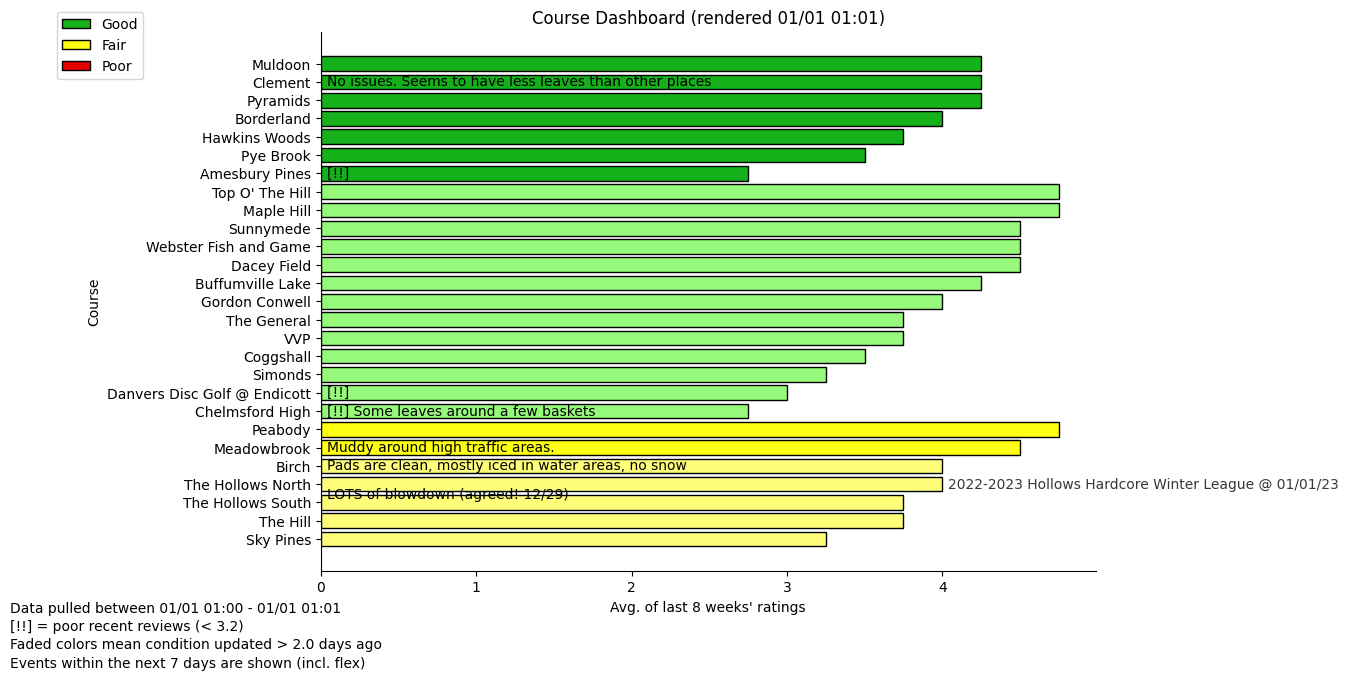 Course Dashboard (rendered 01/01 01:01)
Good
Fair
Poor
Course
Muldoon
Clement
No issues. Seems to have less leaves than other places
Pyramids
Borderland
Hawkins Woods
Pye Brook
Amesbury Pines
[!!]
Top O' The Hill
Maple Hill
Sunnymede
Webster Fish and Game
Dacey Field
Buffumville Lake
Gordon Conwell
The General
VVP
Coggshall
Simonds
Danvers Disc Golf @ Endicott
[!!]
Chelmsford High
[!!] Some leaves around a few baskets
Peabody
Meadowbrook
Muddy around high traffic areas.
Birch
Pads are clean, mostly iced in water areas, no snow
The Hollows North
2022-2023 Hollows Hardcore Winter League @ 01/01/23
LOTS of blowdown (agreed! 12/29)
The Hollows South
The Hill
Sky Pines
0 1 2 3 4
Avg. of last 8 weeks' ratings
Data pulled between 01/01 01:00 - 01/01 01:01
[!!] = poor recent reviews (< 3.2)
Faded colors mean condition updated > 2.0 days ago
Events within the next 7 days are shown (incl. flex)